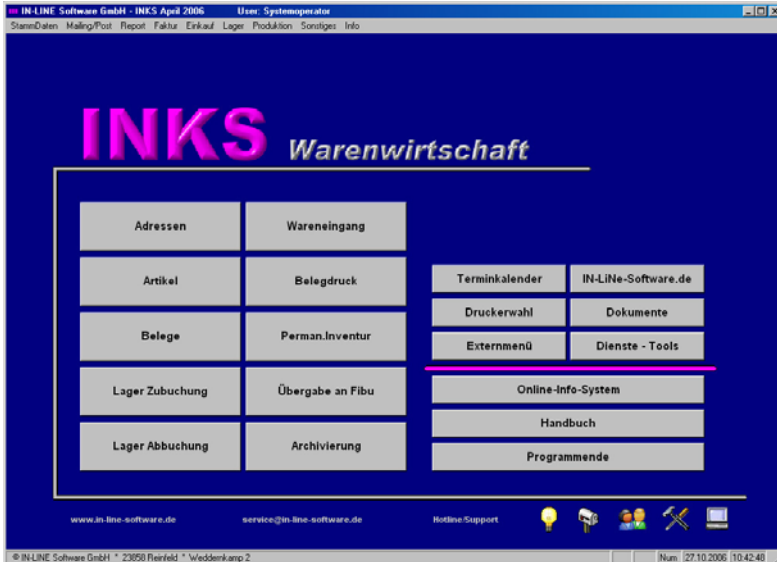 IN-LINE Software GmbH - INKS April 2006 User: Systemoperator
StammDaten Mailing/Post Report Faktur Einkauf Lager Produktion Sonstiges Info
INKS Warenwirtschaft
Adressen Wareneingang
Artikel Belegdruck
Belege Perman.Inventur
Lager Zubuchung Übergabe an Fibu
Lager Abbuchung Archivierung
Terminkalender IN-LiNe-Software.de
Druckerwahl Dokumente
Externmenü Dienste - Tools
Online-Info-System
Handbuch
Programmende
www.in-line-software.de service@in-line-software.de Hotline/Support
© IN-LINE Software GmbH * 23858 Reinfeld * Weddernkamp 2 Num 27.10.2006 10:42:48